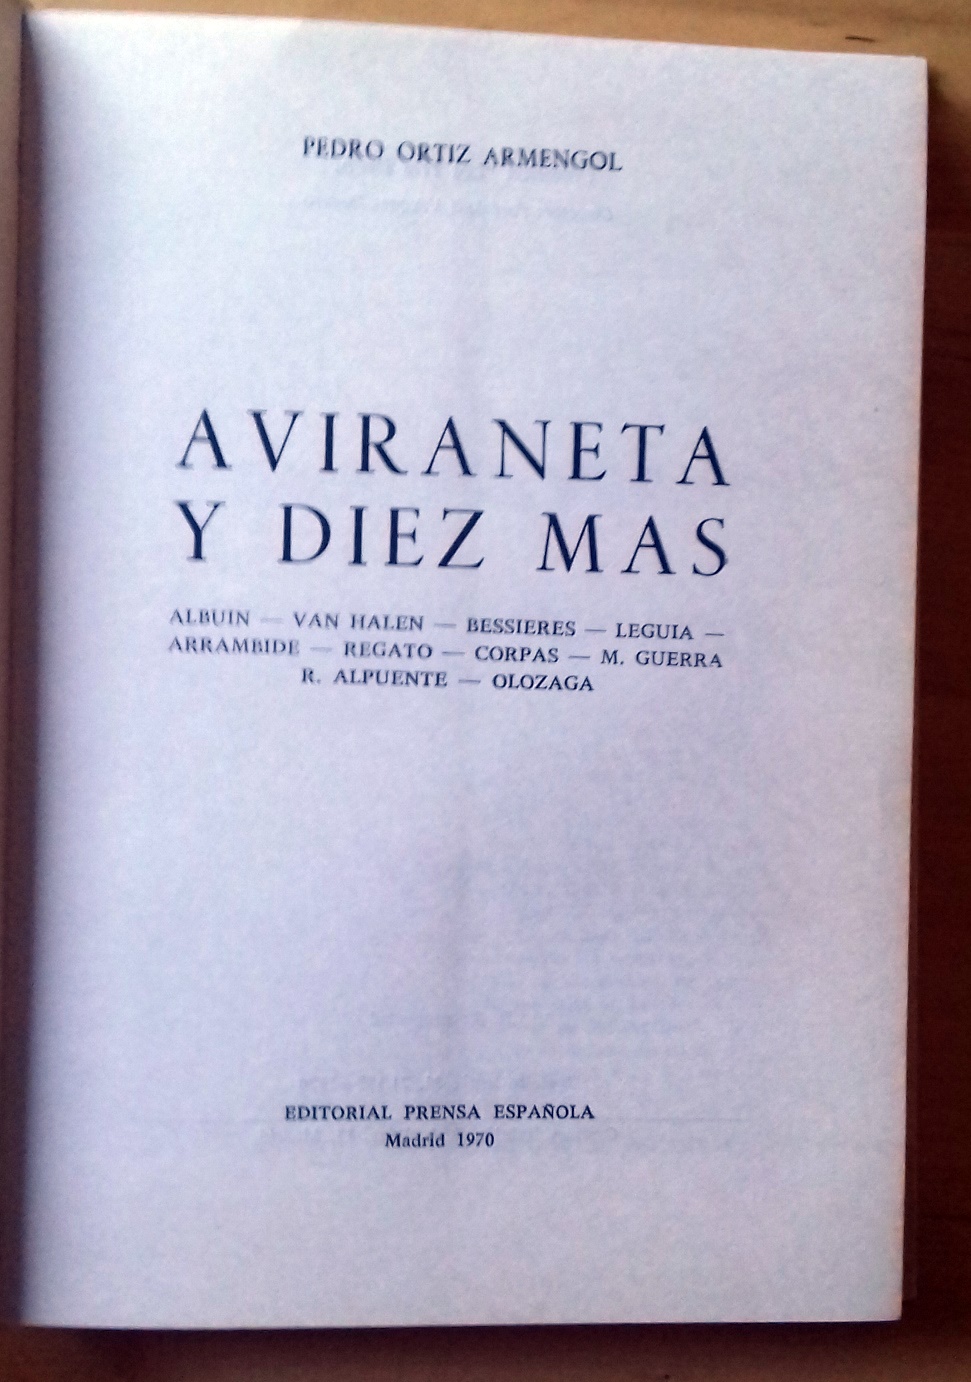 PEDRO ORTIZ ARMENGOL
AVIRANETA
Y DIEZ MAS
ALBUIN — VAN HALEN — BESSIERES — LEGUIA —
ARRAMBIDE — REGATO — CORPAS — M. GUERRA
R. ALPUENTE — OLOZAGA
EDITORIAL PRENSA ESPAÑOLA
Madrid 1970